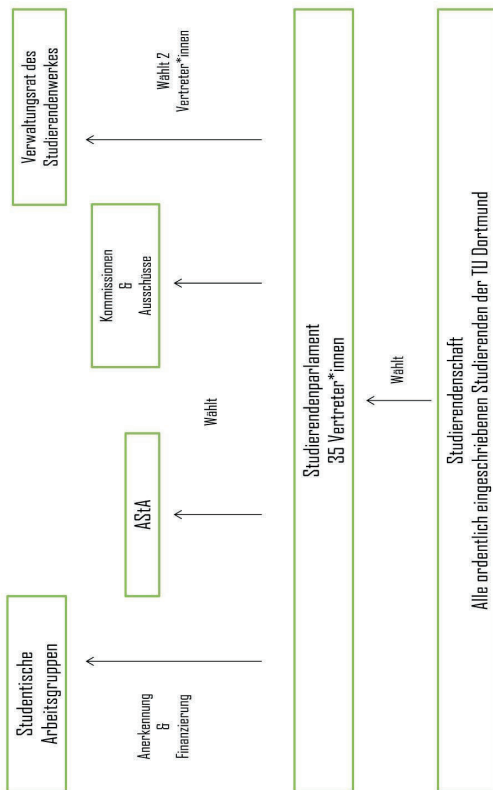 Studentische
Arbeitsgruppen
AStA
Kommissionen
&
Ausschüsse
Verwaltungsrat des
Studierendenwerkes
Anerkennung
&
Finanzierung
Wählt
Wählt 2
Vertreter*innen
Studierendenparlament
35 Vertreter*innen
Wählt
Studierendenschaft
Alle ordentlich eingeschriebenen Studierenden der TU Dortmund